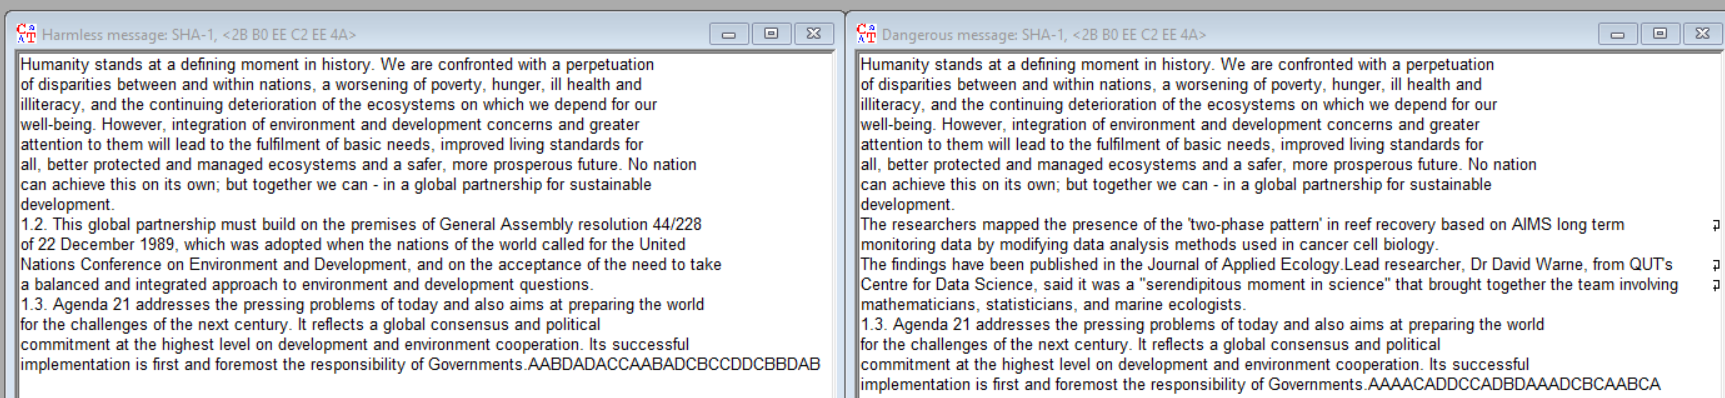 Harmless message: SHA-1, <2B B0 EE C2 EE 4A>
Humanity stands at a defining moment in history. We are confronted with a perpetuation
of disparities between and within nations, a worsening of poverty, hunger, ill health and
illiteracy, and the continuing deterioration of the ecosystems on which we depend for our
well-being. However, integration of environment and development concerns and greater
attention to them will lead to the fulfilment of basic needs, improved living standards for
all, better protected and managed ecosystems and a safer, more prosperous future. No nation
can achieve this on its own; but together we can - in a global partnership for sustainable
development.
1.2. This global partnership must build on the premises of General Assembly resolution 44/228
of 22 December 1989, which was adopted when the nations of the world called for the United
Nations Conference on Environment and Development, and on the acceptance of the need to take
a balanced and integrated approach to environment and development questions.
1.3. Agenda 21 addresses the pressing problems of today and also aims at preparing the world
for the challenges of the next century. It reflects a global consensus and political
commitment at the highest level on development and environment cooperation. Its successful
implementation is first and foremost the responsibility of Governments.AABDADACCAABADCBCCDDCBBDAB
Dangerous message: SHA-1, <2B B0 EE C2 EE 4A>
Humanity stands at a defining moment in history. We are confronted with a perpetuation
of disparities between and within nations, a worsening of poverty, hunger, ill health and
illiteracy, and the continuing deterioration of the ecosystems on which we depend for our
well-being. However, integration of environment and development concerns and greater
attention to them will lead to the fulfilment of basic needs, improved living standards for
all, better protected and managed ecosystems and a safer, more prosperous future. No nation
can achieve this on its own; but together we can - in a global partnership for sustainable
development.
The researchers mapped the presence of the 'two-phase pattern' in reef recovery based on AIMS long term
monitoring data by modifying data analysis methods used in cancer cell biology.
The findings have been published in the Journal of Applied Ecology.Lead researcher, Dr David Warne, from QUT's
Centre for Data Science, said it was a "serendipitous moment in science" that brought together the team involving
mathematicians, statisticians, and marine ecologists.
1.3. Agenda 21 addresses the pressing problems of today and also aims at preparing the world
for the challenges of the next century. It reflects a global consensus and political
commitment at the highest level on development and environment cooperation. Its successful
implementation is first and foremost the responsibility of Governments.AAAACADDCCADBDAAADCBCAABCA